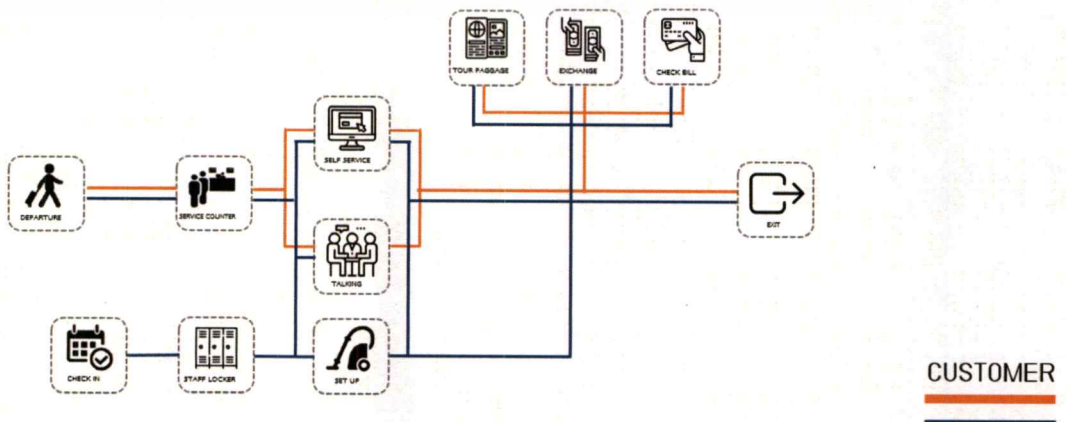 TOUR PAGGAGE
EXCHANGE
CHECK BILL
SELF SERVICE
DEPARTURE
SERVICE COUNTER
EXIT
TALKING
CHECK IN
STAFF LOCKER
SET UP
CUSTOMER